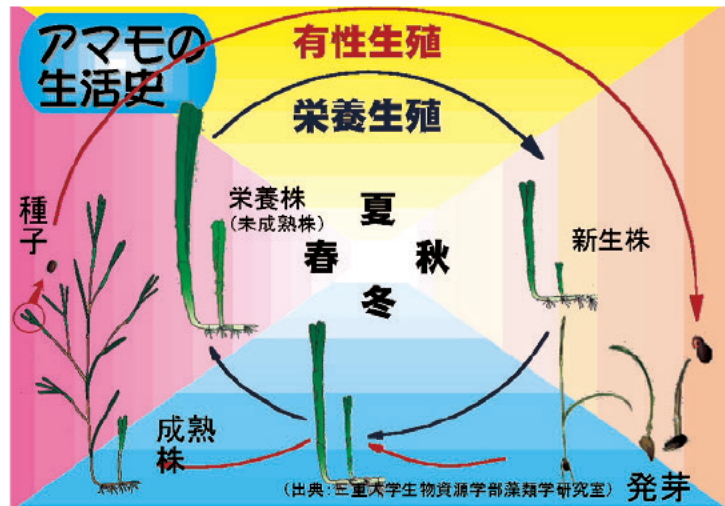 アマモの
生活史
有性生殖
栄養生殖
種子
栄養株
(未成熟株)
夏
春
秋
冬
新生株
成熟
株
発芽
(出典:三重大学生物資源学部藻類学研究室)